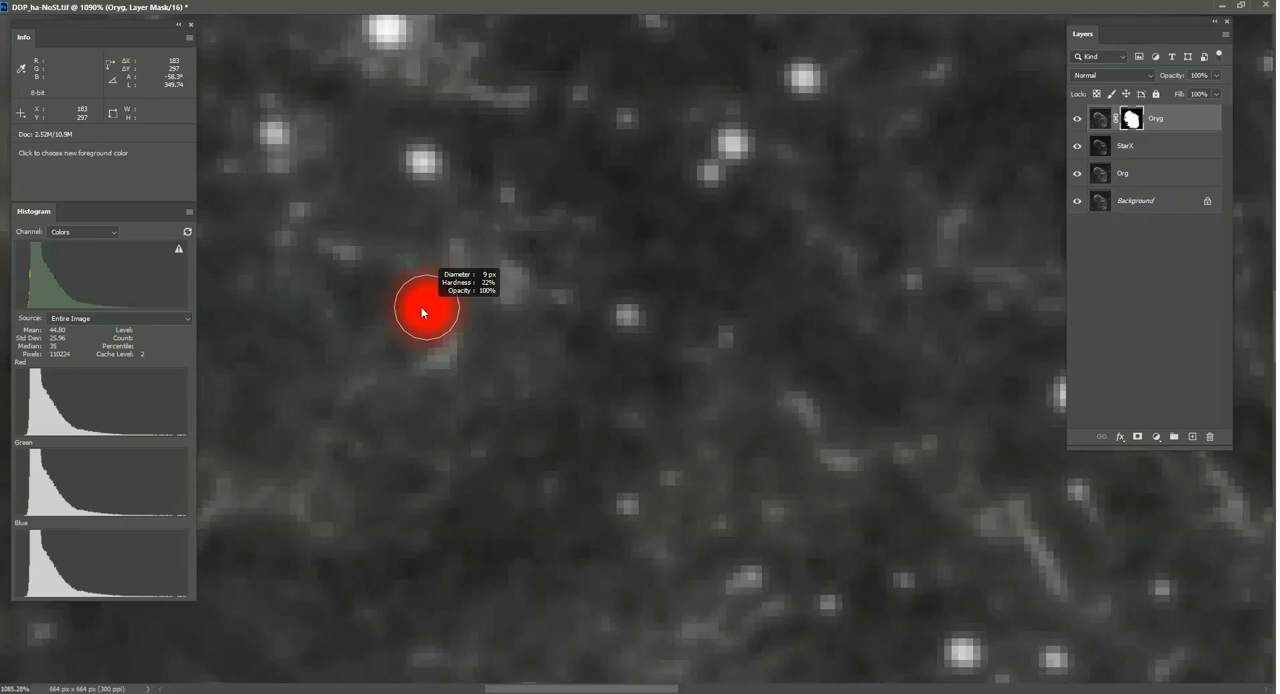 DDP_ha-NoSt.tif @ 1090% (Oryg, Layer Mask/16) *
Info
R :
G :
B :
8-bit
ΔX : 183
ΔY : 297
A : -58.3°
L : 349.74
X : 183
Y : 297
W :
H :
Doc: 2.52M/10.9M
Click to choose new foreground color
Histogram
Channel: Colors
Source: Entire Image
Mean: 44.80 Level:
Std Dev: 25.96 Count:
Median: 35 Percentile:
Pixels: 110224 Cache Level: 2
Red
Green
Blue
Diameter : 9 px
Hardness : 22%
Opacity : 100%
Layers
Kind
Normal Opacity: 100%
Lock: Fill: 100%
Oryg
StarX
Org
Background
1085.28% 664 px x 664 px (300 ppi)